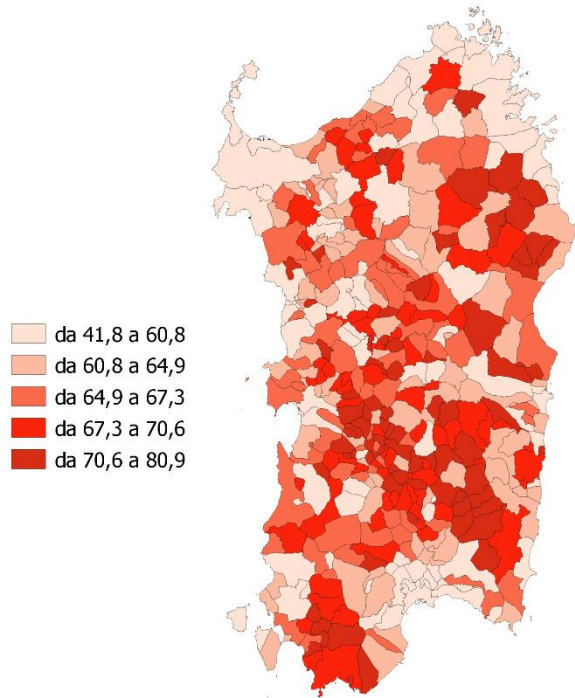 da 41,8 a 60,8
da 60,8 a 64,9
da 64,9 a 67,3
da 67,3 a 70,6
da 70,6 a 80,9